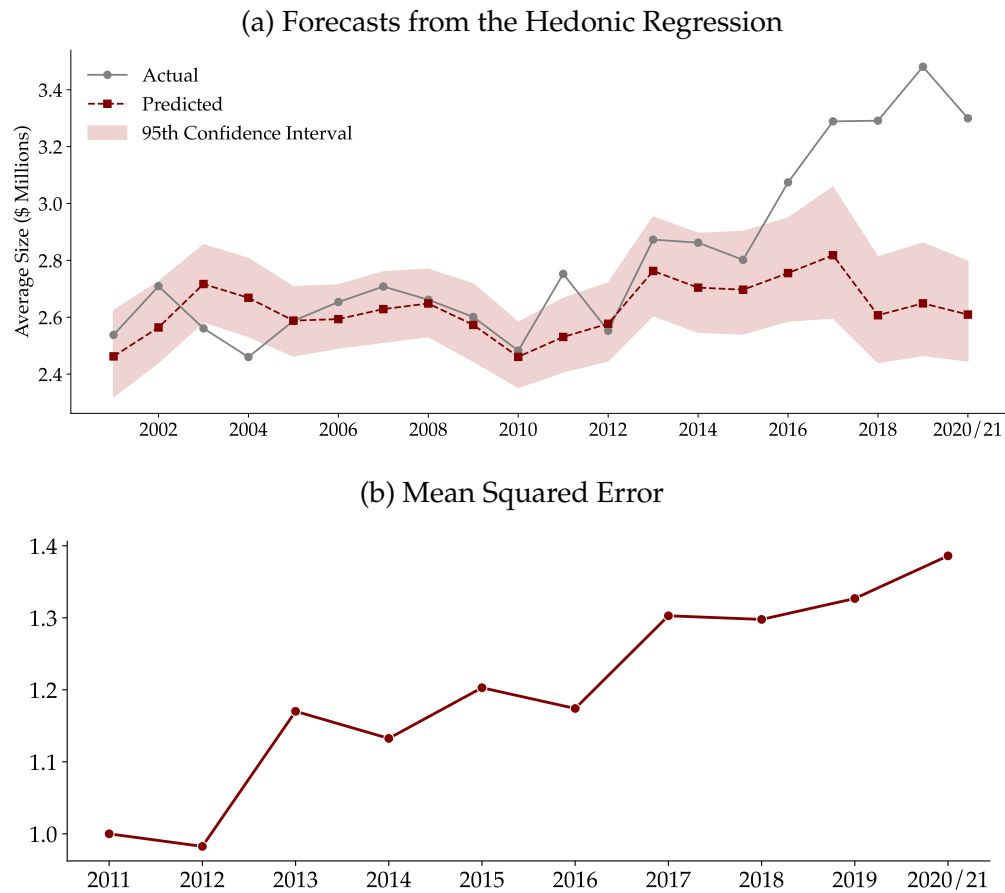 (a) Forecasts from the Hedonic Regression
Actual
Predicted
95th Confidence Interval
Average Size ($ Millions)
3.4
3.2
3.0
2.8
2.6
2.4
2002 2004 2006 2008 2010 2012 2014 2016 2018 2020/21
(b) Mean Squared Error
1.4
1.3
1.2
1.1
1.0
2011 2012 2013 2014 2015 2016 2017 2018 2019 2020/21